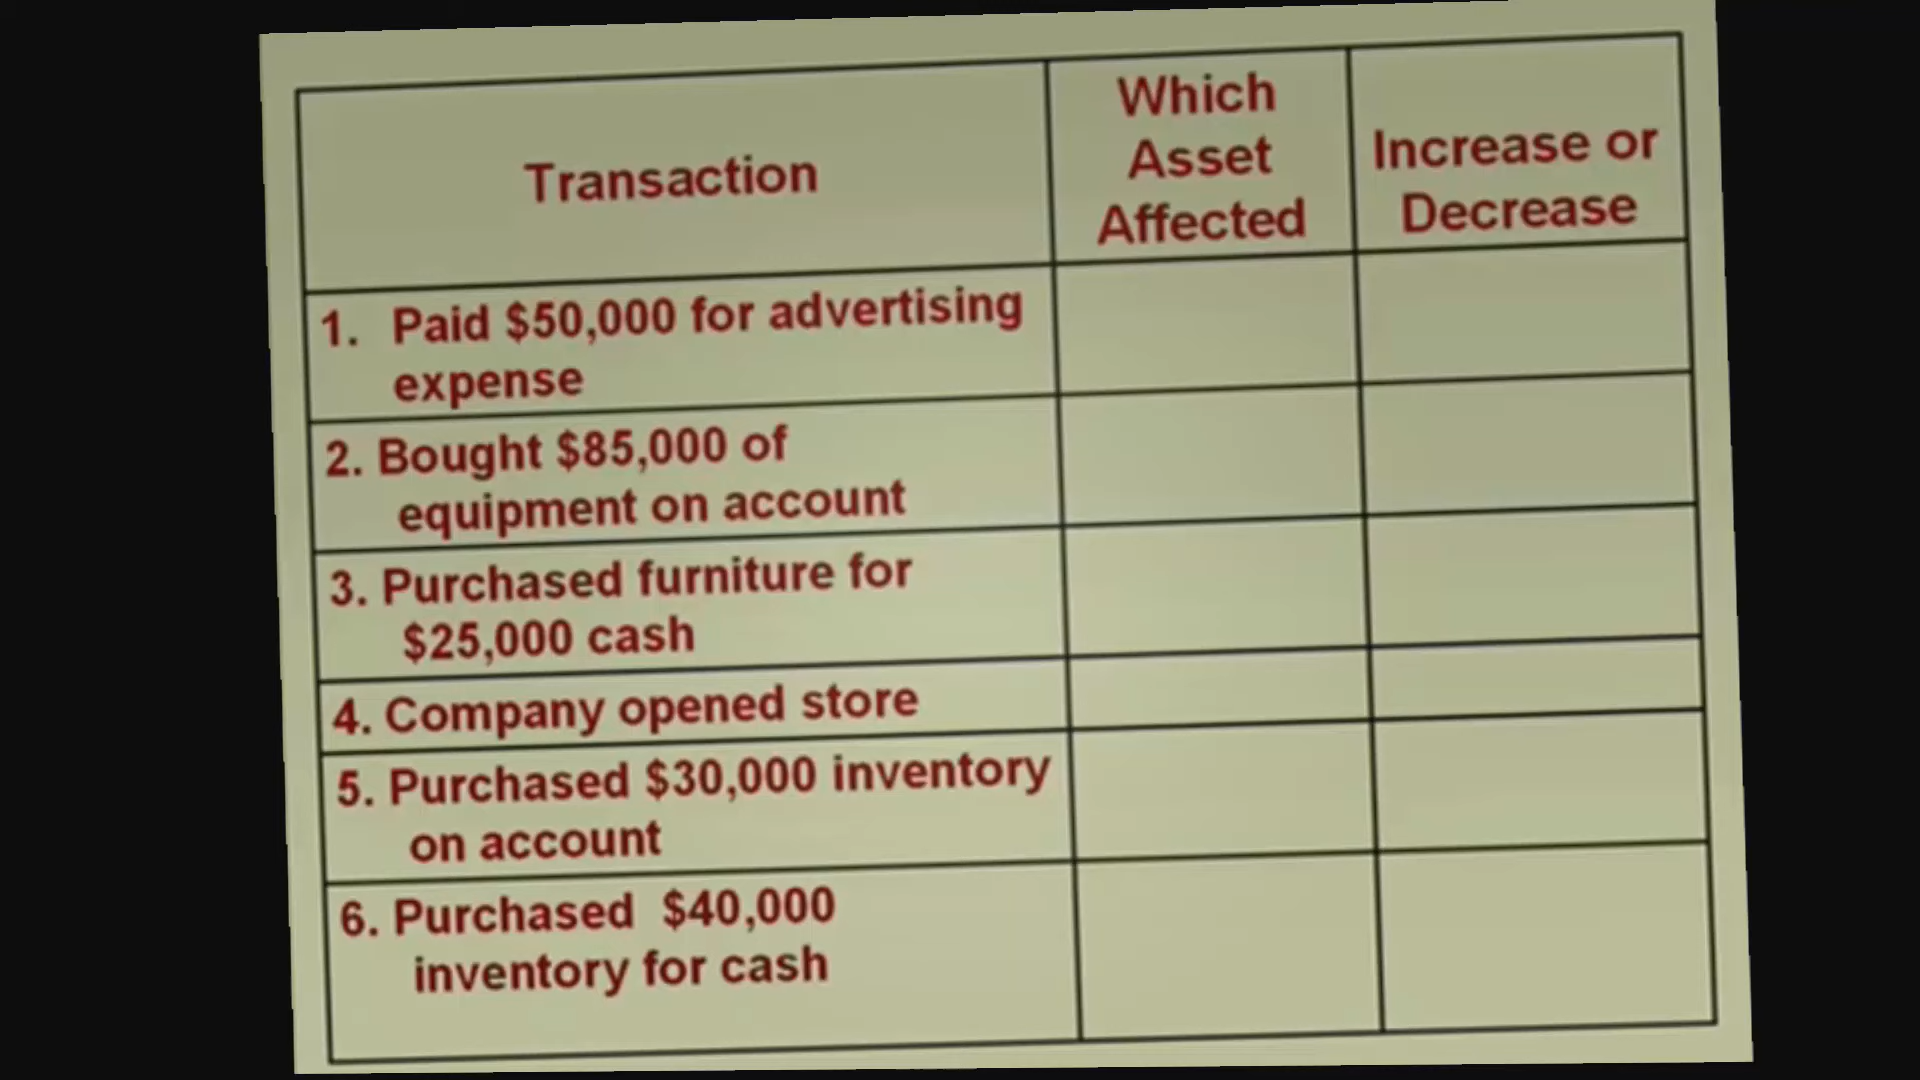 Transaction
Which
Asset
Affected
Increase or
Decrease
1. Paid $50,000 for advertising
expense
2. Bought $85,000 of
equipment on account
3. Purchased furniture for
$25,000 cash
4. Company opened store
5. Purchased $30,000 inventory
on account
6. Purchased $40,000
inventory for cash